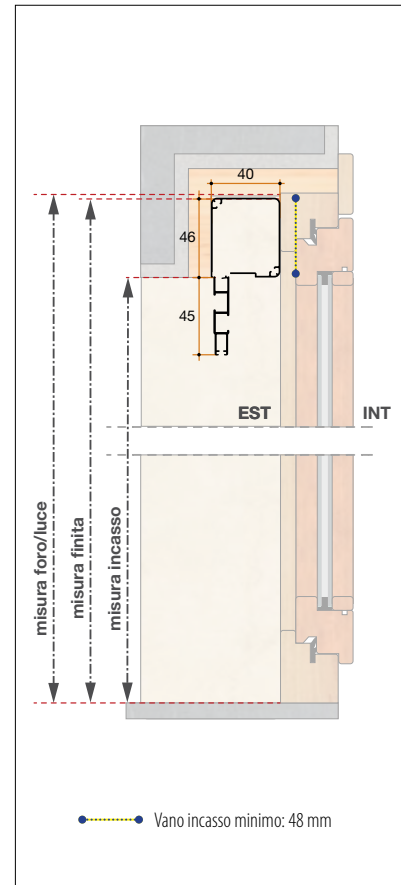 40
46
45
EST
INT
misura foro/luce
misura finita
misura incasso
Vano incasso minimo: 48 mm